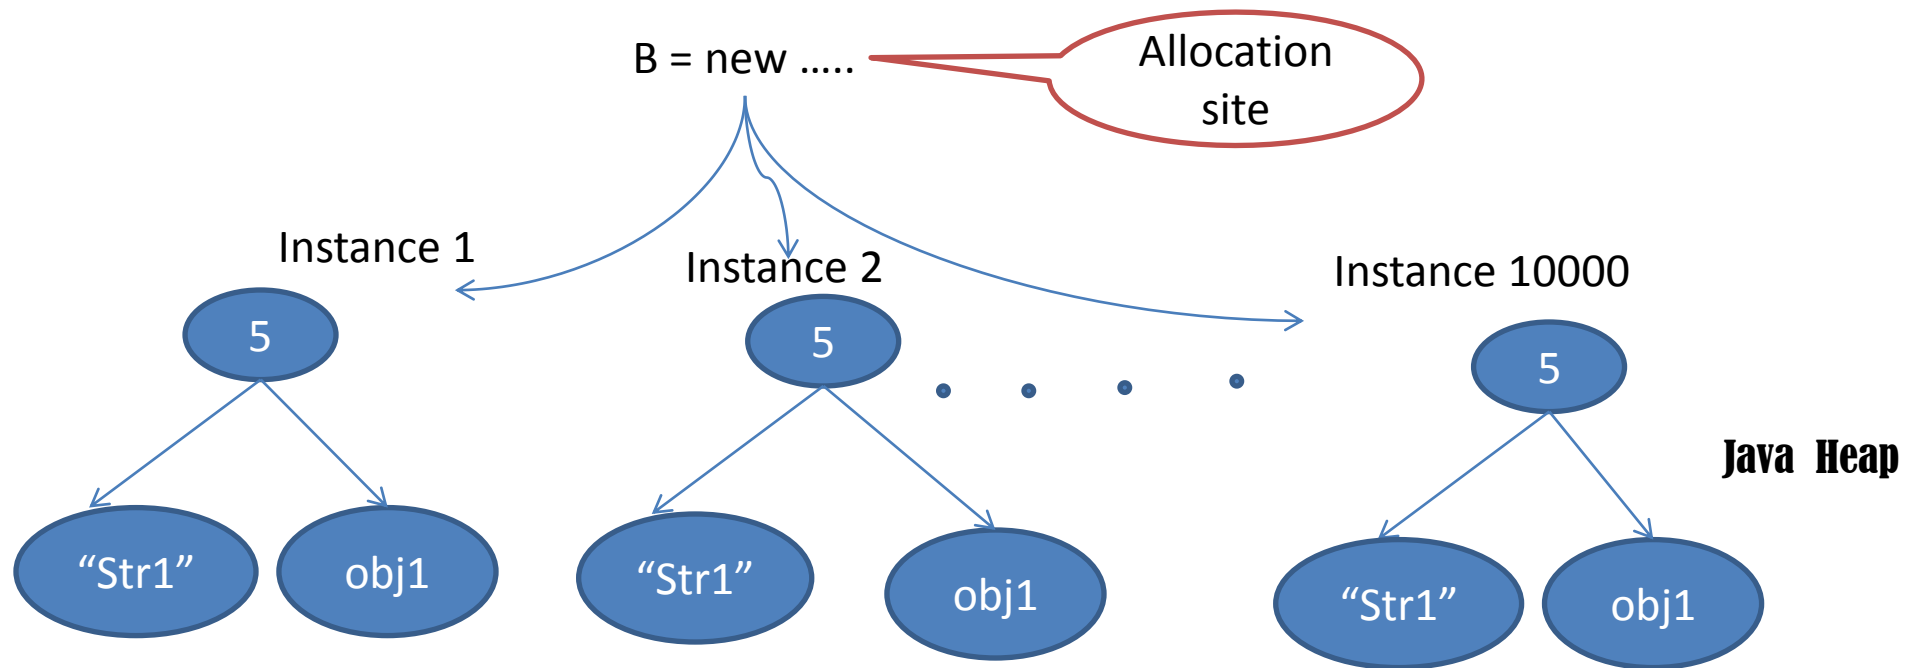 B = new …..
Allocation
site
Instance 1
Instance 2
Instance 10000
5
5
5
Java Heap
“Str1”
obj1
“Str1”
obj1
“Str1”
obj1